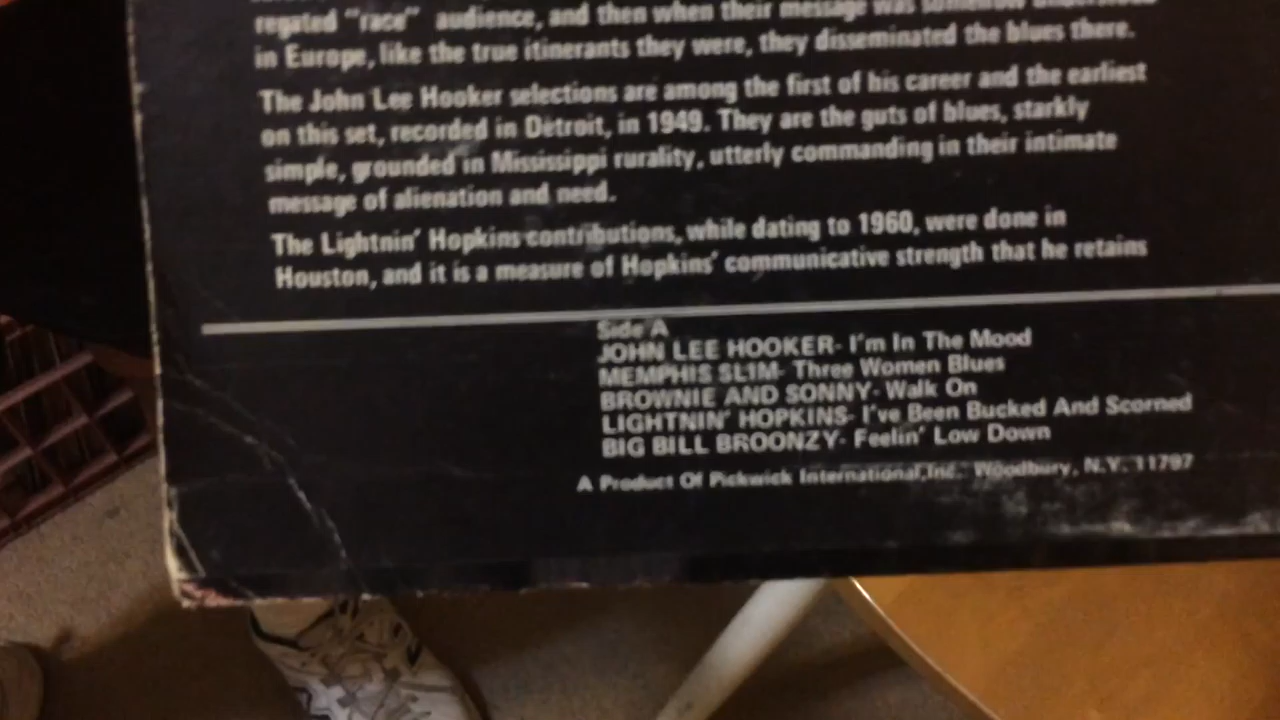 regated "race" audience, and then when their message was somehow understood
in Europe, like the true itinerants they were, they disseminated the blues there.
The John Lee Hooker selections are among the first of his career and the earliest
on this set, recorded in Detroit, in 1949. They are the guts of blues, starkly
simple, grounded in Mississippi rurality, utterly commanding in their intimate
message of alienation and need.
The Lightnin' Hopkins contributions, while dating to 1960, were done in
Houston, and it is a measure of Hopkins' communicative strength that he retains
Side A
JOHN LEE HOOKER- I'm In The Mood
MEMPHIS SLIM- Three Women Blues
BROWNIE AND SONNY- Walk On
LIGHTNIN' HOPKINS- I've Been Bucked And Scorned
BIG BILL BROONZY- Feelin' Low Down
A Product Of Pickwick International,Inc. Woodbury, N.Y. 11797